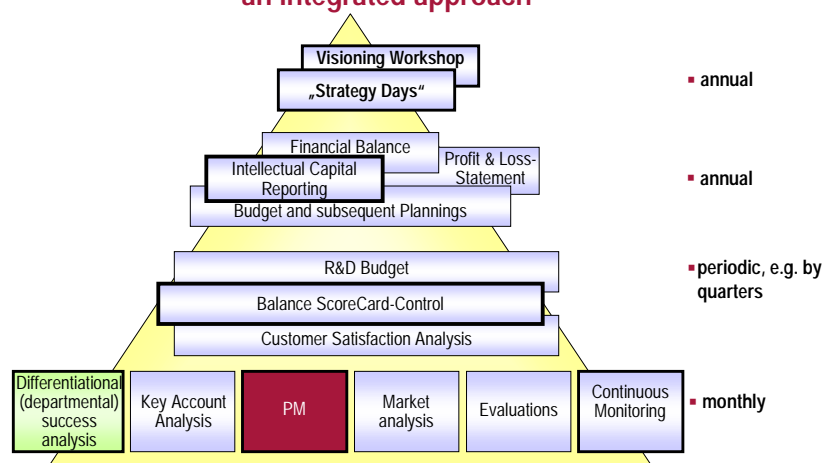 an integrated approach
Visioning Workshop
„Strategy Days“
▪ annual
Financial Balance
Profit & Loss-
Statement
Intellectual Capital
Reporting
▪ annual
Budget and subsequent Plannings
R&D Budget
▪ periodic, e.g. by
quarters
Balance ScoreCard-Control
Customer Satisfaction Analysis
Differentiational
(departmental)
success
analysis
Key Account
Analysis
PM
Market
analysis
Evaluations
Continuous
Monitoring
▪ monthly